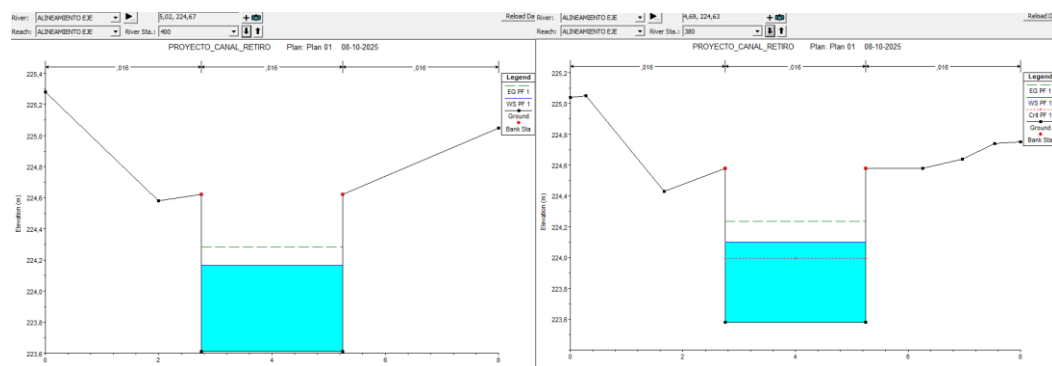 River: ALINEAMIENTO EJE 5,02, 224,67 Reload Da
Reach: ALINEAMIENTO EJE River Sta.: 400
PROYECTO_CANAL_RETIRO Plan: Plan 01 08-10-2025
,016 ,016 ,016
Legend
EG PF 1
WS PF 1
Ground
Bank Sta
225,4
225,2
225,0
224,8
224,6
224,4
224,2
224,0
223,8
223,6
Elevation (m)
0 2 4 6 8
River: ALINEAMIENTO EJE 4,69, 224,63 Reload Da
Reach: ALINEAMIENTO EJE River Sta.: 380
PROYECTO_CANAL_RETIRO Plan: Plan 01 08-10-2025
,016 ,016 ,016
Legend
EG PF 1
WS PF 1
Crit PF 1
Ground
Bank Sta
225,2
225,0
224,8
224,6
224,4
224,2
224,0
223,8
223,6
223,4
Elevation (m)
0 2 4 6 8